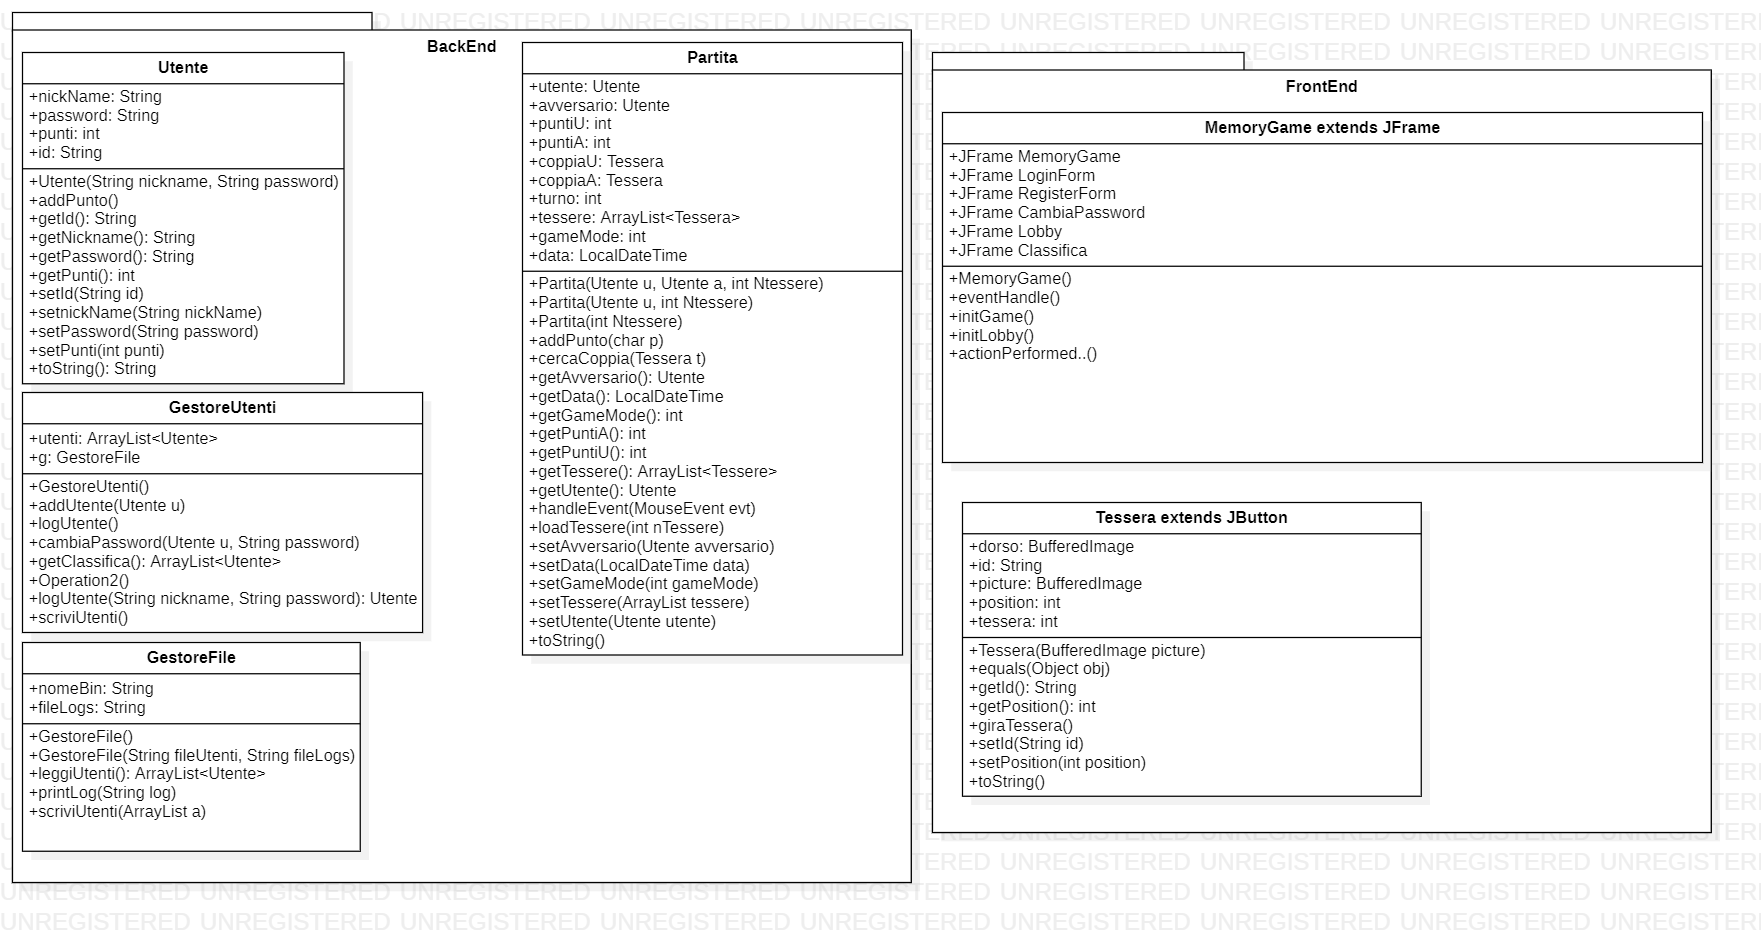 BackEnd
Utente
+nickName: String
+password: String
+punti: int
+id: String
+Utente(String nickname, String password)
+addPunto()
+getId(): String
+getNickname(): String
+getPassword(): String
+getPunti(): int
+setId(String id)
+setnickName(String nickName)
+setPassword(String password)
+setPunti(int punti)
+toString(): String
GestoreUtenti
+utenti: ArrayList<Utente>
+g: GestoreFile
+GestoreUtenti()
+addUtente(Utente u)
+logUtente()
+cambiaPassword(Utente u, String password)
+getClassifica(): ArrayList<Utente>
+Operation2()
+logUtente(String nickname, String password): Utente
+scriviUtenti()
GestoreFile
+nomeBin: String
+fileLogs: String
+GestoreFile()
+GestoreFile(String fileUtenti, String fileLogs)
+leggiUtenti(): ArrayList<Utente>
+printLog(String log)
+scriviUtenti(ArrayList a)
Partita
+utente: Utente
+avversario: Utente
+puntiU: int
+puntiA: int
+coppiaU: Tessera
+coppiaA: Tessera
+turno: int
+tessere: ArrayList<Tessera>
+gameMode: int
+data: LocalDateTime
+Partita(Utente u, Utente a, int Ntessere)
+Partita(Utente u, int Ntessere)
+Partita(int Ntessere)
+addPunto(char p)
+cercaCoppia(Tessera t)
+getAvversario(): Utente
+getData(): LocalDateTime
+getGameMode(): int
+getPuntiA(): int
+getPuntiU(): int
+getTessere(): ArrayList<Tessere>
+getUtente(): Utente
+handleEvent(MouseEvent evt)
+loadTessere(int nTessere)
+setAvversario(Utente avversario)
+setData(LocalDateTime data)
+setGameMode(int gameMode)
+setTessere(ArrayList tessere)
+setUtente(Utente utente)
+toString()
FrontEnd
MemoryGame extends JFrame
+JFrame MemoryGame
+JFrame LoginForm
+JFrame RegisterForm
+JFrame CambiaPassword
+JFrame Lobby
+JFrame Classifica
+MemoryGame()
+eventHandle()
+initGame()
+initLobby()
+actionPerformed..()
Tessera extends JButton
+dorso: BufferedImage
+id: String
+picture: BufferedImage
+position: int
+tessera: int
+Tessera(BufferedImage picture)
+equals(Object obj)
+getId(): String
+getPosition(): int
+giraTessera()
+setId(String id)
+setPosition(int position)
+toString()
UNREGISTERED UNREGISTERED UNREGISTERED UNREGISTERED UNREGISTERED UNREGISTERED UNREGISTERED UNREGISTERED